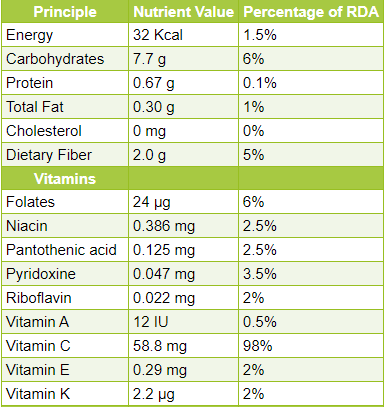 Principle Nutrient Value Percentage of RDA
Energy 32 Kcal 1.5%
Carbohydrates 7.7 g 6%
Protein 0.67 g 0.1%
Total Fat 0.30 g 1%
Cholesterol 0 mg 0%
Dietary Fiber 2.0 g 5%
Vitamins
Folates 24 µg 6%
Niacin 0.386 mg 2.5%
Pantothenic acid 0.125 mg 2.5%
Pyridoxine 0.047 mg 3.5%
Riboflavin 0.022 mg 2%
Vitamin A 12 IU 0.5%
Vitamin C 58.8 mg 98%
Vitamin E 0.29 mg 2%
Vitamin K 2.2 µg 2%